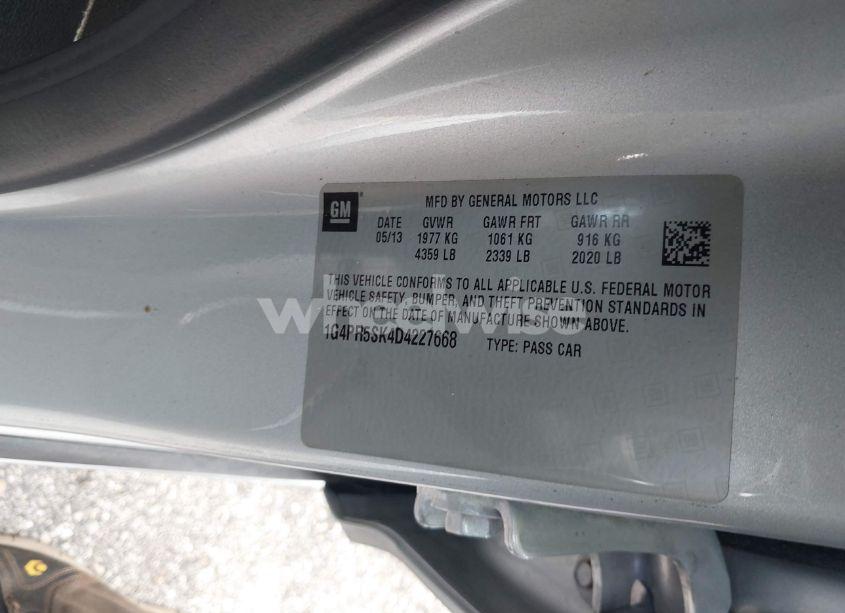 GM
MFD BY GENERAL MOTORS LLC
DATE GVWR GAWR FRT GAWR RR
05/13 1977 KG 1061 KG 916 KG
4359 LB 2339 LB 2020 LB
THIS VEHICLE CONFORMS TO ALL APPLICABLE U.S. FEDERAL MOTOR
VEHICLE SAFETY, BUMPER, AND THEFT PREVENTION STANDARDS IN
EFFECT ON THE DATE OF MANUFACTURE SHOWN ABOVE.
1G4PR5SK4D4227668 TYPE: PASS CAR
wheelwise